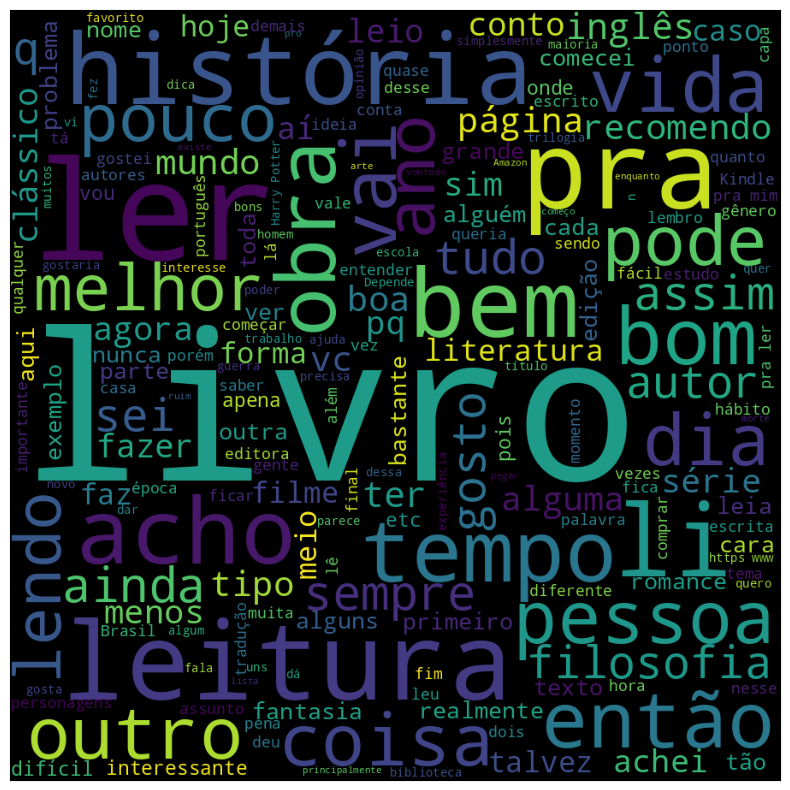 favorito
nome
hoje
demais
leio
simplesmente
pro
conto
inglês
maioria
caso
ponto
capa
q
problema
história
fez
dica
opinião
quase
desse
comecei
onde
escrito
vida
pouco
aí
ideia
conta
página
recomendo
clássico
tá
vi
gostei
autores
existe
obra
vai
ano
arte
vontade
grande
Amazon
trilogia
enquanto
pra
quanto
Kindle
pra mim
muitos
ler
mundo
vou
português
toda
bons
homem
lá
Harry Potter
vale
sim
alguém
começo
n
cada
queria
sendo
lembro
gênero
qualquer
gostaria
interesse
poder
escola
Depende
entender
tudo
pode
fácil
estudo
quer
melhor
ver
boa
bem
edição
assim
aqui
agora
começar
trabalho
ajuda
pq
vez
literatura
bom
título
pra ler
importante
nunca
porém
forma
vc
parte
casa
guerra
saber
precisa
autor
exemplo
livro
ruim
apena
além
bastante
hábito
sei
outra
fazer
editora
gente
final
dessa
gosto
pois
momento
dia
morte
novo
faz
época
ficar
filme
experiência
pegar
vezes
fica
série
dar
parece
etc
ter
alguma
palavra
comprar
leia
escrita
lendo
acho
meio
lê
tempo
li
cara
https www
tema
quero
ainda
tipo
sempre
diferente
romance
menos
muita
Brasil
algum
tradução
alguns
primeiro
pessoa
leitura
fala
uns
lista
dá
fim
leu
filosofia
texto
hora
nesse
gosta
personagens
assunto
fantasia
realmente
então
outro
pena
deu
coisa
dois
talvez
achei
tão
difícil
interessante
principalmente
biblioteca